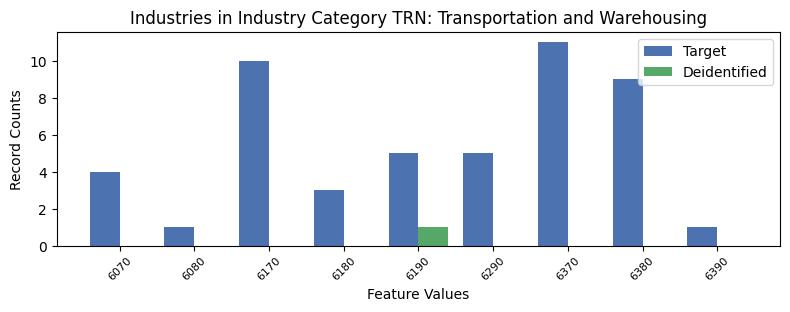 Industries in Industry Category TRN: Transportation and Warehousing
Target
Deidentified
Record Counts
10
8
6
4
2
0
6070 6080 6170 6180 6190 6290 6370 6380 6390
Feature Values